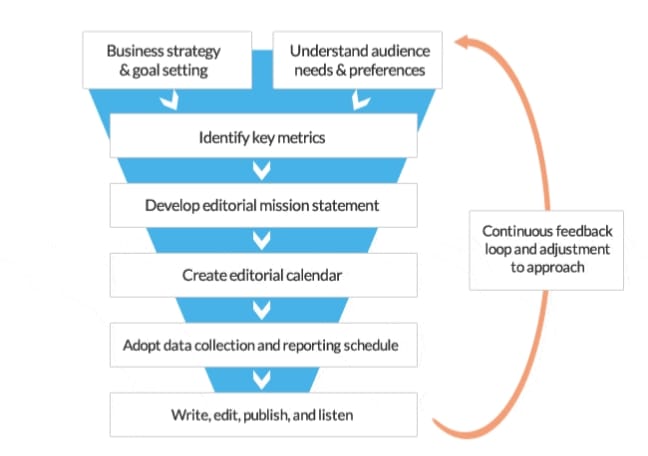 Business strategy
& goal setting
Understand audience
needs & preferences
Identify key metrics
Develop editorial mission statement
Continuous feedback
loop and adjustment
to approach
Create editorial calendar
Adopt data collection and reporting schedule
Write, edit, publish, and listen